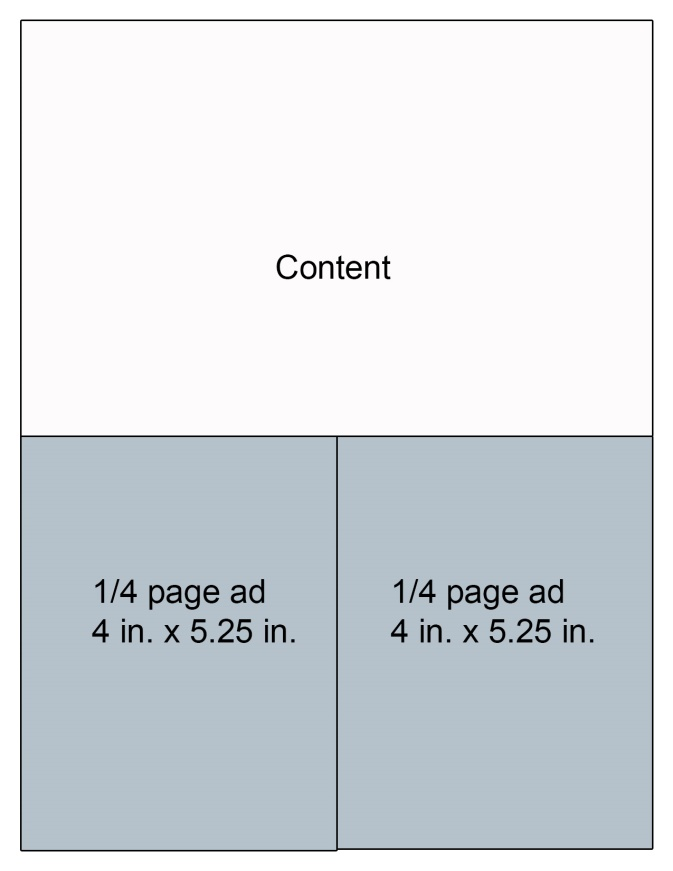 Content
1/4 page ad
4 in. x 5.25 in.
1/4 page ad
4 in. x 5.25 in.